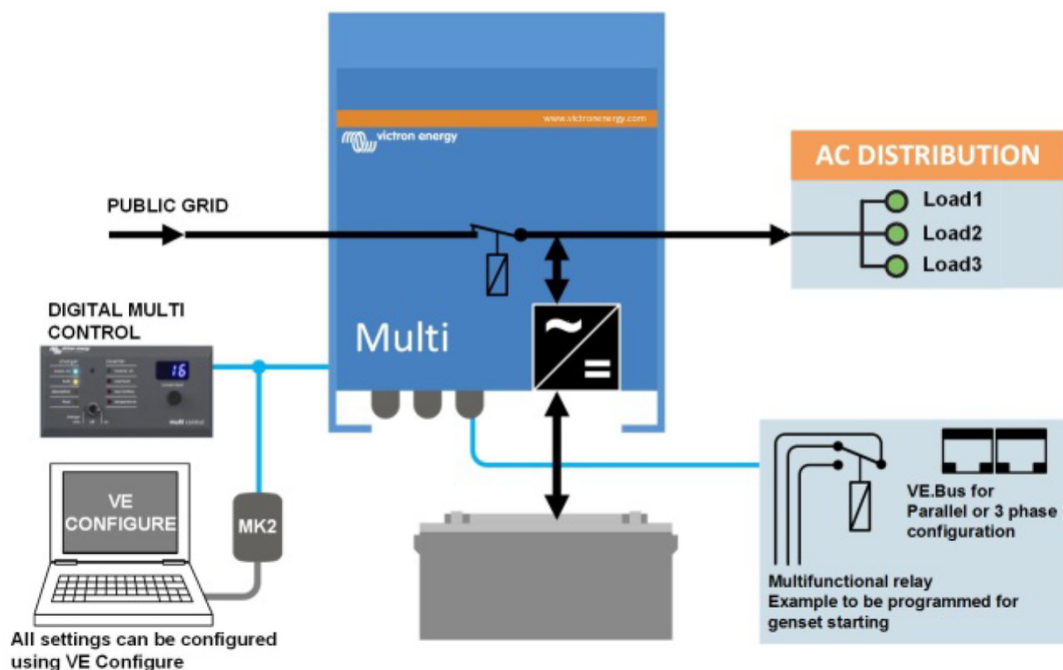 www.victronenergy.com
victron energy
AC DISTRIBUTION
Load1
Load2
Load3
PUBLIC GRID
DIGITAL MULTI
CONTROL
victron energy
16
multi control
Multi
VE
CONFIGURE
MK2
All settings can be configured
using VE Configure
VE.Bus for
Parallel or 3 phase
configuration
Multifunctional relay
Example to be programmed for
genset starting